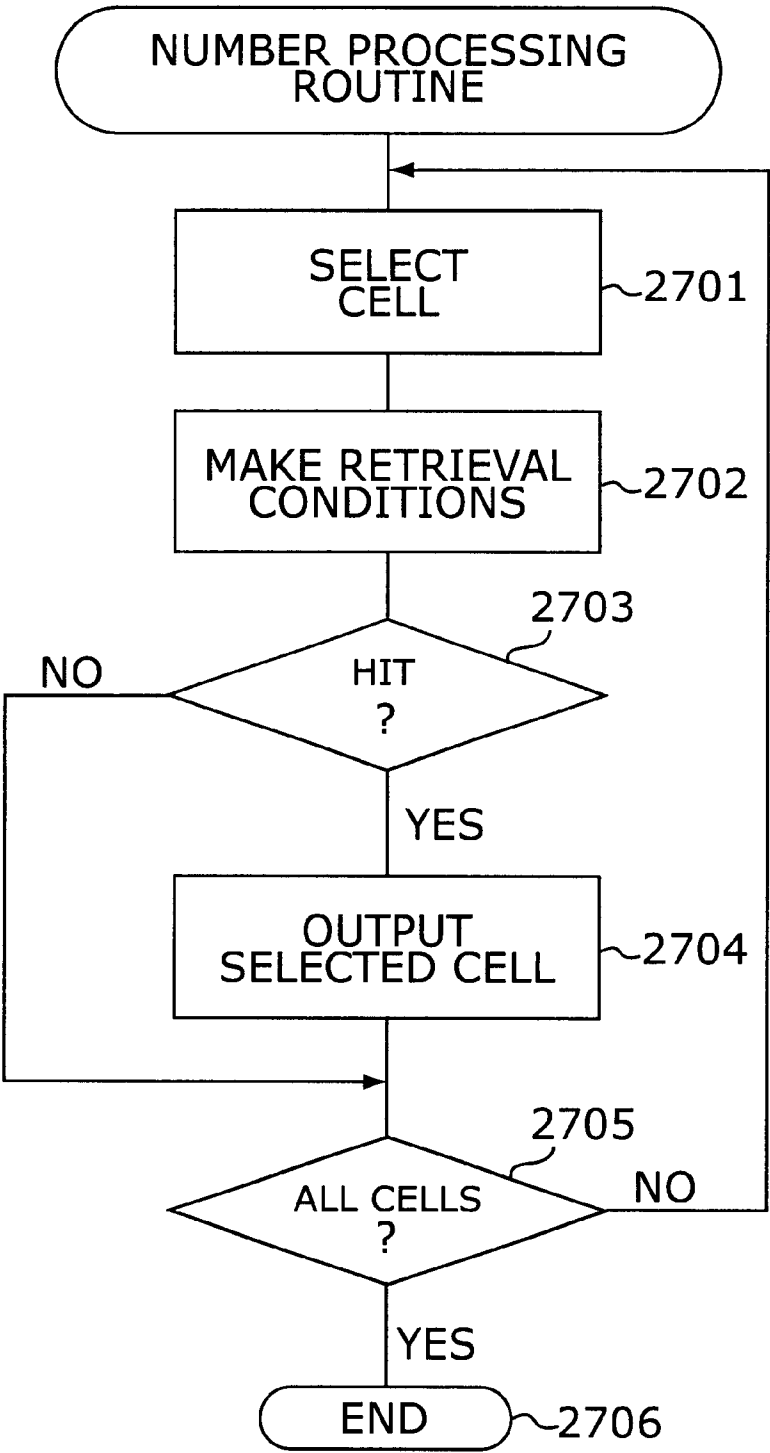 NUMBER PROCESSING
ROUTINE
SELECT
CELL
2701
MAKE RETRIEVAL
CONDITIONS
2702
2703
NO
HIT
?
YES
OUTPUT
SELECTED CELL
2704
2705
ALL CELLS
?
NO
YES
END
2706